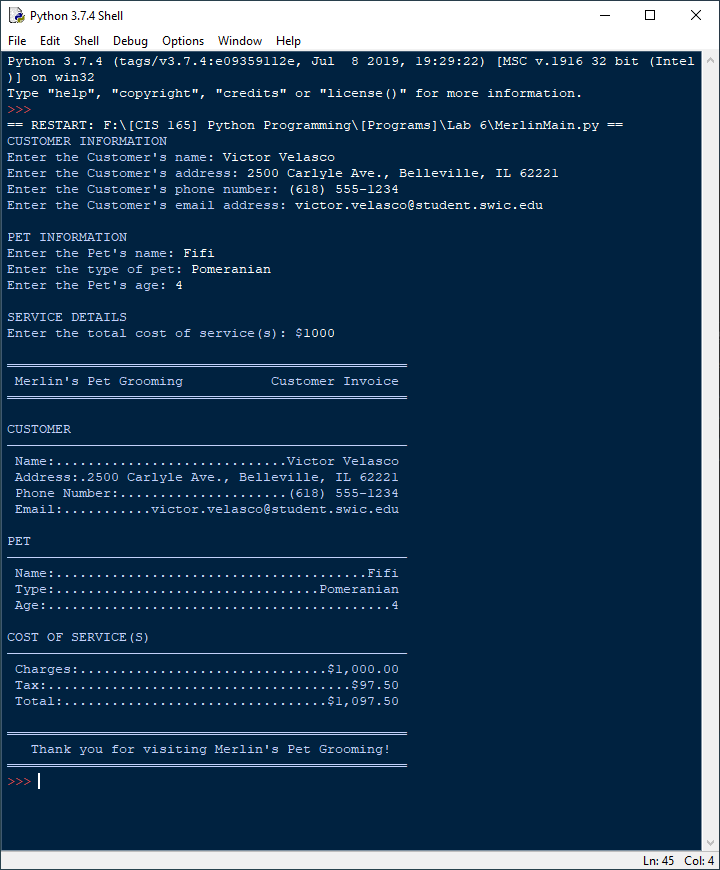 Python 3.7.4 Shell
File Edit Shell Debug Options Window Help
Python 3.7.4 (tags/v3.7.4:e09359112e, Jul  8 2019, 19:29:22) [MSC v.1916 32 bit (Intel
)] on win32
Type "help", "copyright", "credits" or "license()" for more information.
>>>
== RESTART: F:\[CIS 165] Python Programming\[Programs]\Lab 6\MerlinMain.py ==
CUSTOMER INFORMATION
Enter the Customer's name: Victor Velasco
Enter the Customer's address: 2500 Carlyle Ave., Belleville, IL 62221
Enter the Customer's phone number: (618) 555-1234
Enter the Customer's email address: victor.velasco@student.swic.edu
PET INFORMATION
Enter the Pet's name: Fifi
Enter the type of pet: Pomeranian
Enter the Pet's age: 4
SERVICE DETAILS
Enter the total cost of service(s): $1000
Merlin's Pet Grooming           Customer Invoice
CUSTOMER
Name:.............................Victor Velasco
Address:.2500 Carlyle Ave., Belleville, IL 62221
Phone Number:.....................(618) 555-1234
Email:...........victor.velasco@student.swic.edu
PET
Name:.......................................Fifi
Type:.................................Pomeranian
Age:...........................................4
COST OF SERVICE(S)
Charges:...............................$1,000.00
Tax:......................................$97.50
Total:.................................$1,097.50
Thank you for visiting Merlin's Pet Grooming!
>>>
Ln: 45 Col: 4